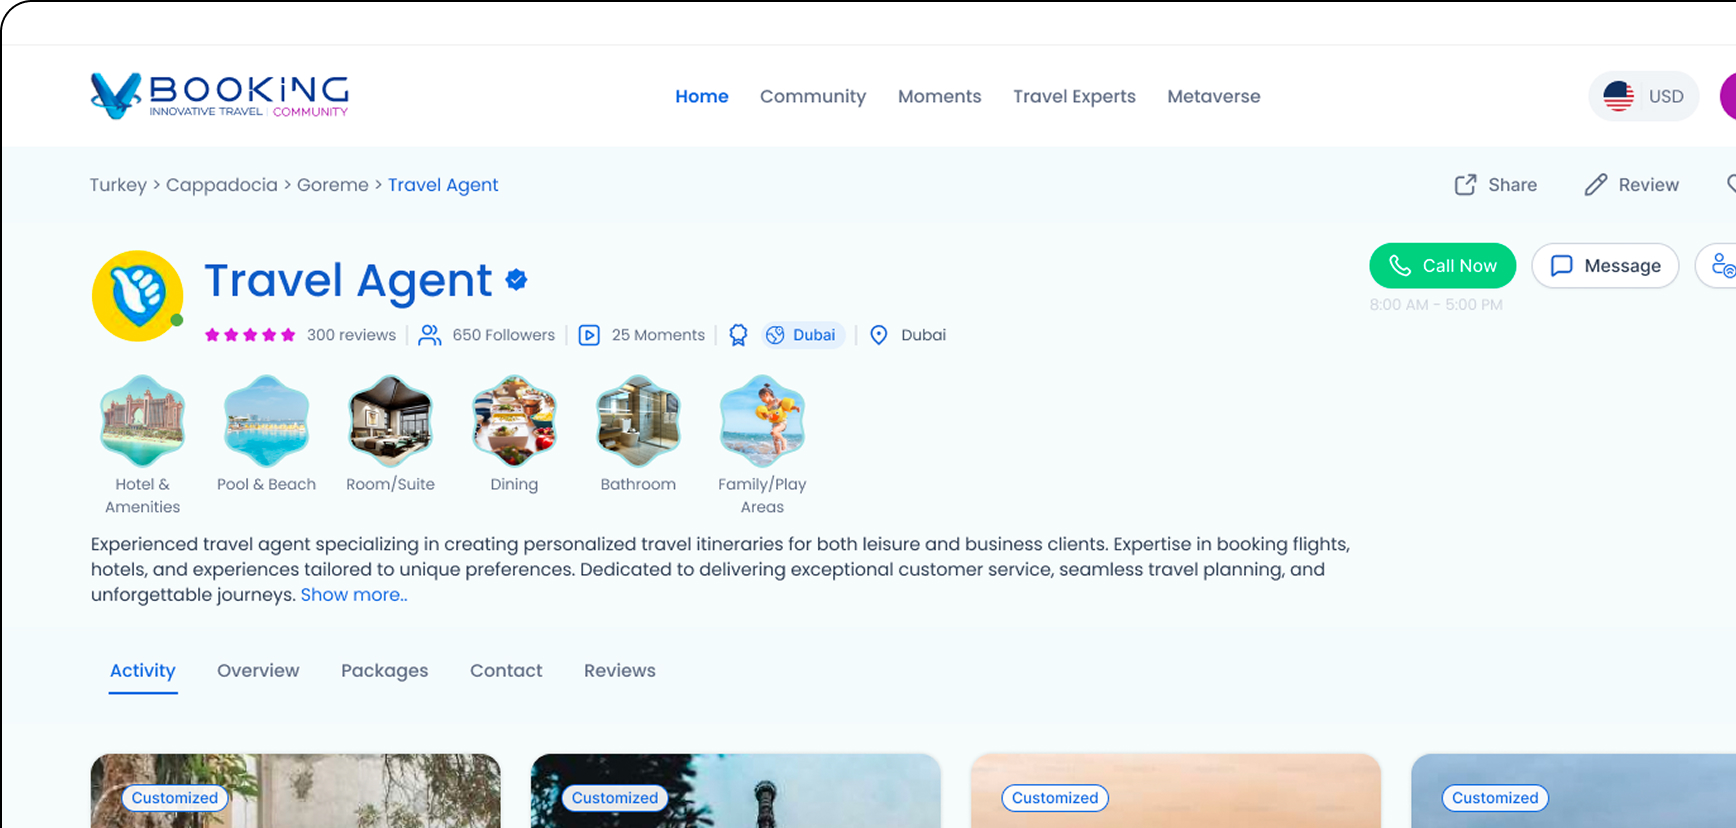 BOOKING
INNOVATIVE TRAVEL | COMMUNITY
Home Community Moments Travel Experts Metaverse
USD
Turkey > Cappadocia > Goreme > Travel Agent
Share Review
Travel Agent
Call Now Message
8:00 AM - 5:00 PM
300 reviews | 650 Followers | 25 Moments | Dubai | Dubai
Hotel & Amenities
Pool & Beach
Room/Suite
Dining
Bathroom
Family/Play Areas
Experienced travel agent specializing in creating personalized travel itineraries for both leisure and business clients. Expertise in booking flights,
hotels, and experiences tailored to unique preferences. Dedicated to delivering exceptional customer service, seamless travel planning, and
unforgettable journeys. Show more..
Activity Overview Packages Contact Reviews
Customized Customized Customized Customized